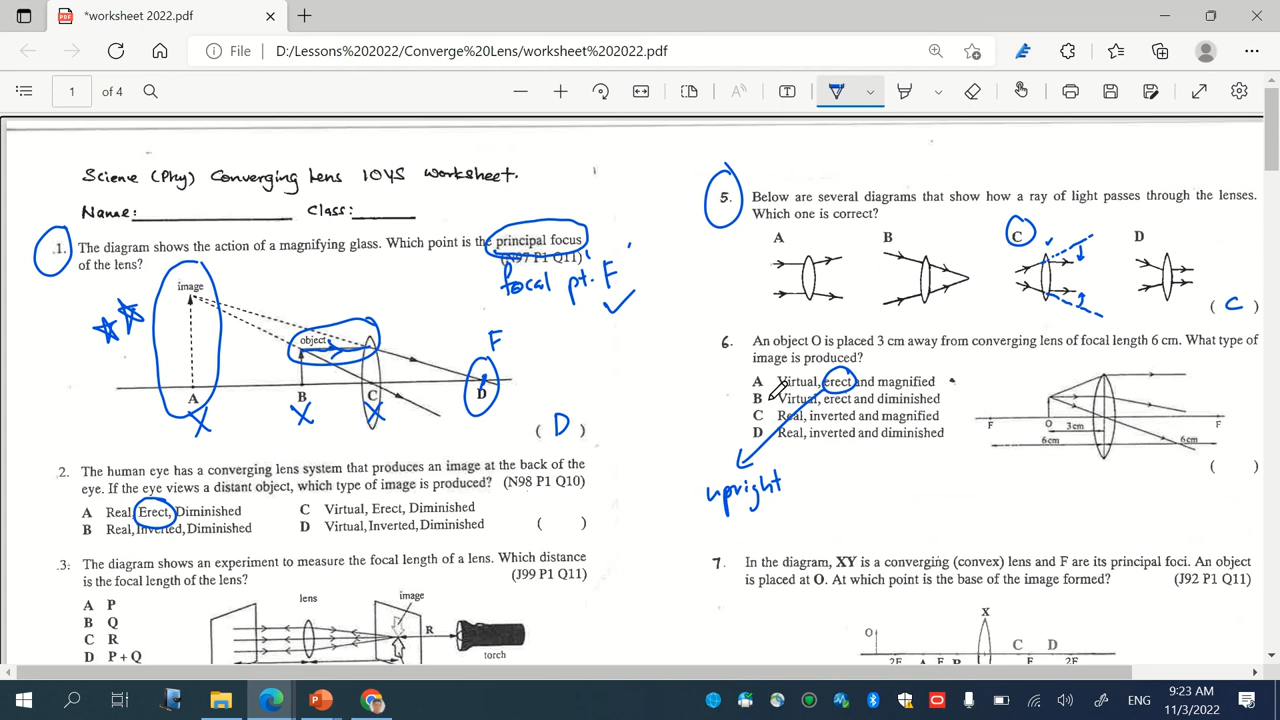 *worksheet 2022.pdf
File D:/Lessons%202022/Converge%20Lens/worksheet%202022.pdf
1 of 4
Science (Phy) Converging Lens 10YS worksheet.
Name: Class:
1. The diagram shows the action of a magnifying glass. Which point is the principal focus
of the lens? (N97 P1 Q11)
focal pt. F
image
object
F
A B C D
X X X
( D )
2. The human eye has a converging lens system that produces an image at the back of the
eye. If the eye views a distant object, which type of image is produced? (N98 P1 Q10)
A Real, Erect, Diminished C Virtual, Erect, Diminished
B Real, Inverted, Diminished D Virtual, Inverted, Diminished ( )
.3: The diagram shows an experiment to measure the focal length of a lens. Which distance
is the focal length of the lens? (J99 P1 Q11)
A P
B Q
C R
D P + Q
lens image
R
torch
5. Below are several diagrams that show how a ray of light passes through the lenses.
Which one is correct?
A B C D
( C )
6. An object O is placed 3 cm away from converging lens of focal length 6 cm. What type of
image is produced?
A Virtual, erect and magnified
B Virtual, erect and diminished
C Real, inverted and magnified
D Real, inverted and diminished
upright
F O 3cm F
6cm 6cm
( )
7. In the diagram, XY is a converging (convex) lens and F are its principal foci. An object
is placed at O. At which point is the base of the image formed? (J92 P1 Q11)
X
O C D
2F A F B F 2F
ENG
9:23 AM
11/3/2022